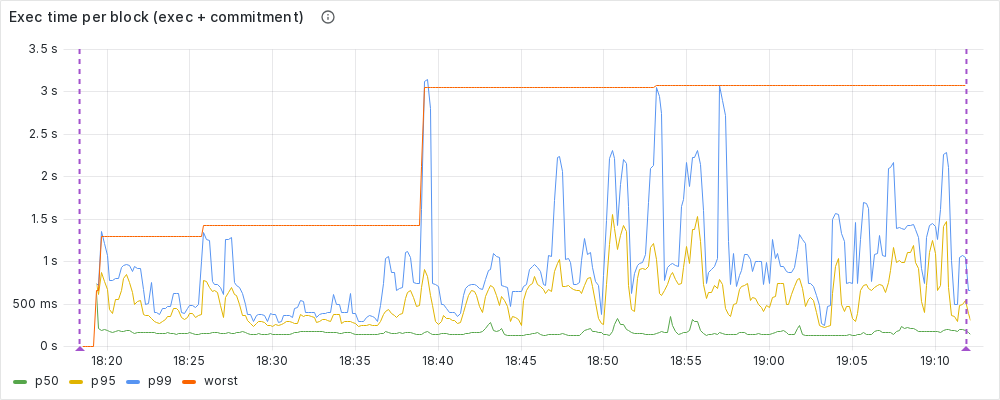 Exec time per block (exec + commitment)
3.5 s
3 s
2.5 s
2 s
1.5 s
1 s
500 ms
0 s
18:20 18:25 18:30 18:35 18:40 18:45 18:50 18:55 19:00 19:05 19:10
p50 p95 p99 worst